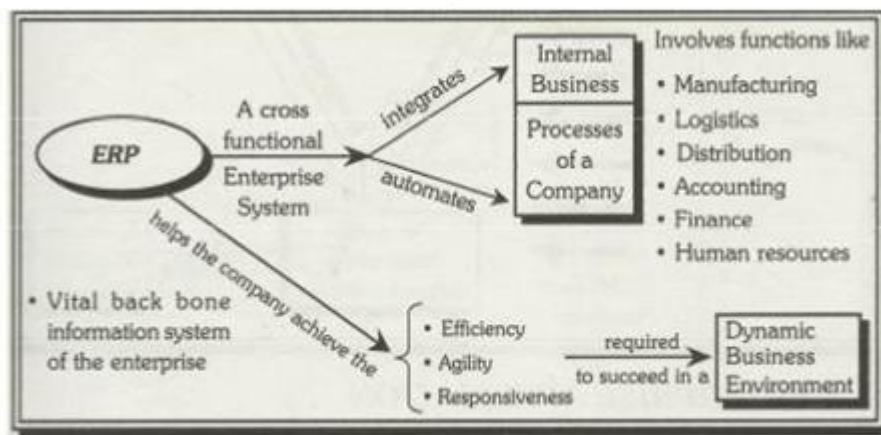 ERP
A cross
functional
Enterprise
System
integrates
automates
Internal
Business
Processes
of a
Company
Involves functions like
• Manufacturing
• Logistics
• Distribution
• Accounting
• Finance
• Human resources
helps the company achieve the
• Vital back bone
information system
of the enterprise
• Efficiency
• Agility
• Responsiveness
required
to succeed in a
Dynamic
Business
Environment